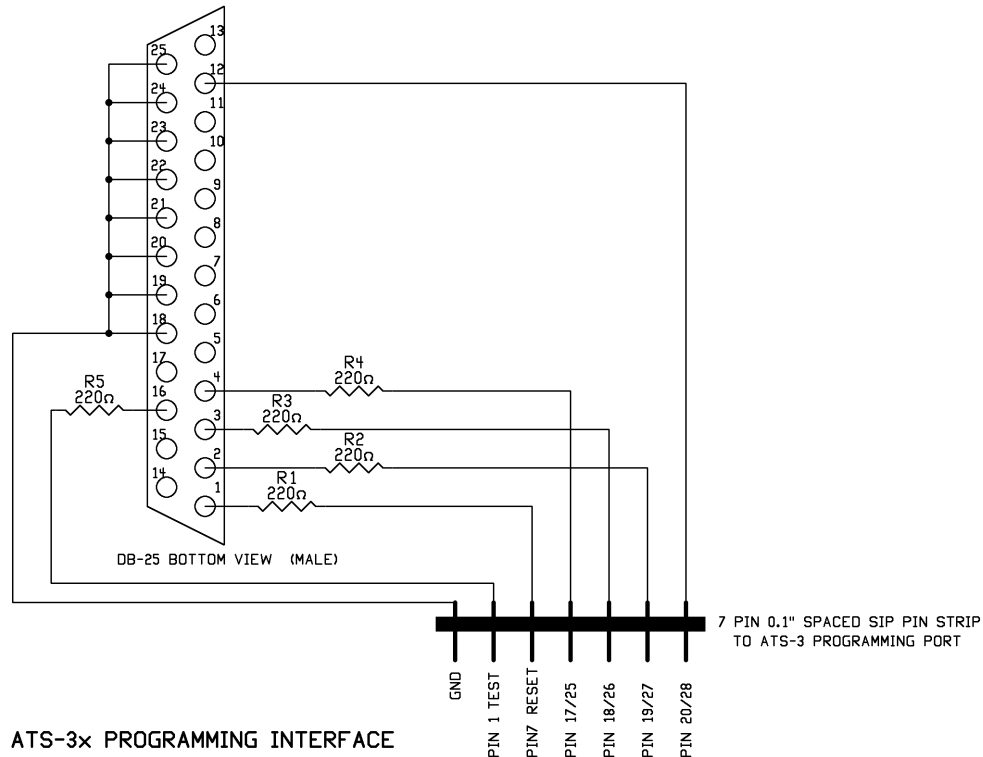 13
25
12
24
11
23
10
22
9
21
8
20
7
19
6
18
5
17
R4
220Ω
4
R5
220Ω
16
R3
220Ω
3
15
R2
220Ω
2
14
R1
220Ω
1
DB-25 BOTTOM VIEW (MALE)
7 PIN 0.1" SPACED SIP PIN STRIP
TO ATS-3 PROGRAMMING PORT
GND
PIN 1 TEST
PIN7 RESET
PIN 17/25
PIN 18/26
PIN 19/27
PIN 20/28
ATS-3x PROGRAMMING INTERFACE